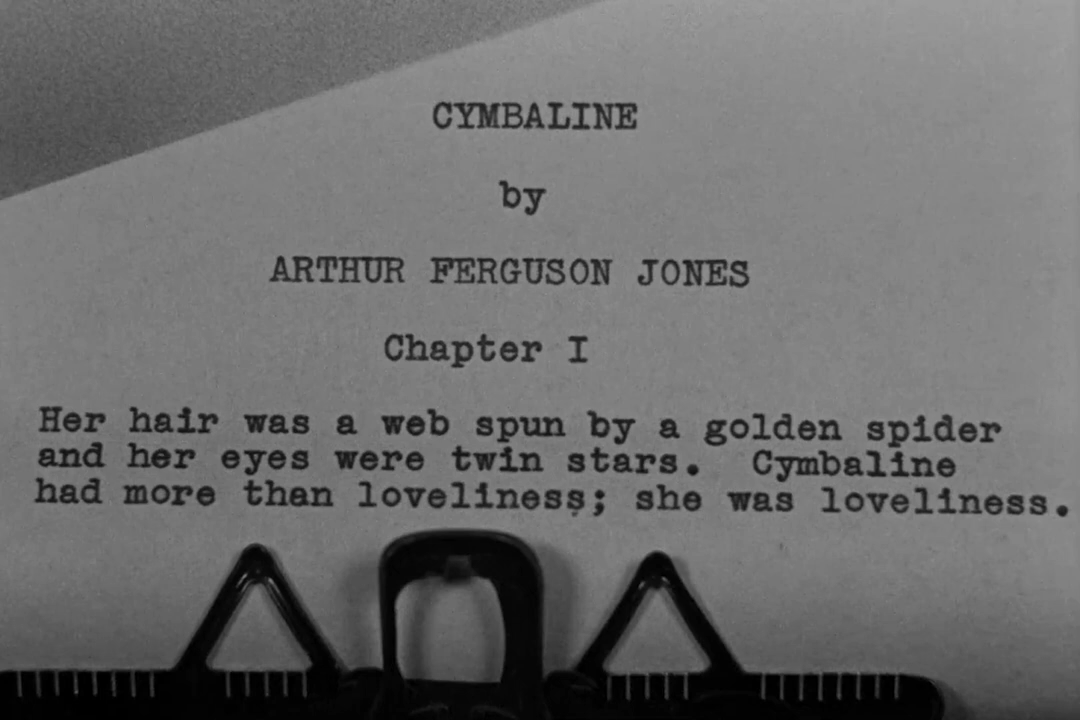 CYMBALINE
by
ARTHUR FERGUSON JONES
Chapter I
Her hair was a web spun by a golden spider
and her eyes were twin stars. Cymbaline
had more than loveliness; she was loveliness.